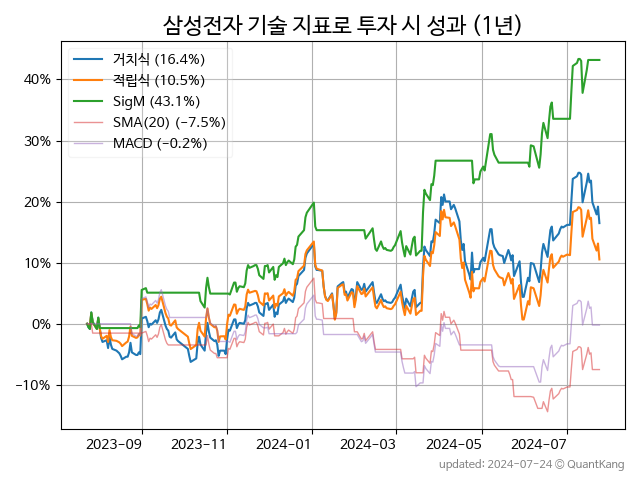 삼성전자 기술 지표로 투자 시 성과 (1년)
거치식 (16.4%)
적립식 (10.5%)
SigM (43.1%)
SMA(20) (-7.5%)
MACD (-0.2%)
40%
30%
20%
10%
0%
-10%
2023-09
2023-11
2024-01
2024-03
2024-05
2024-07
updated: 2024-07-24 @ QuantKang